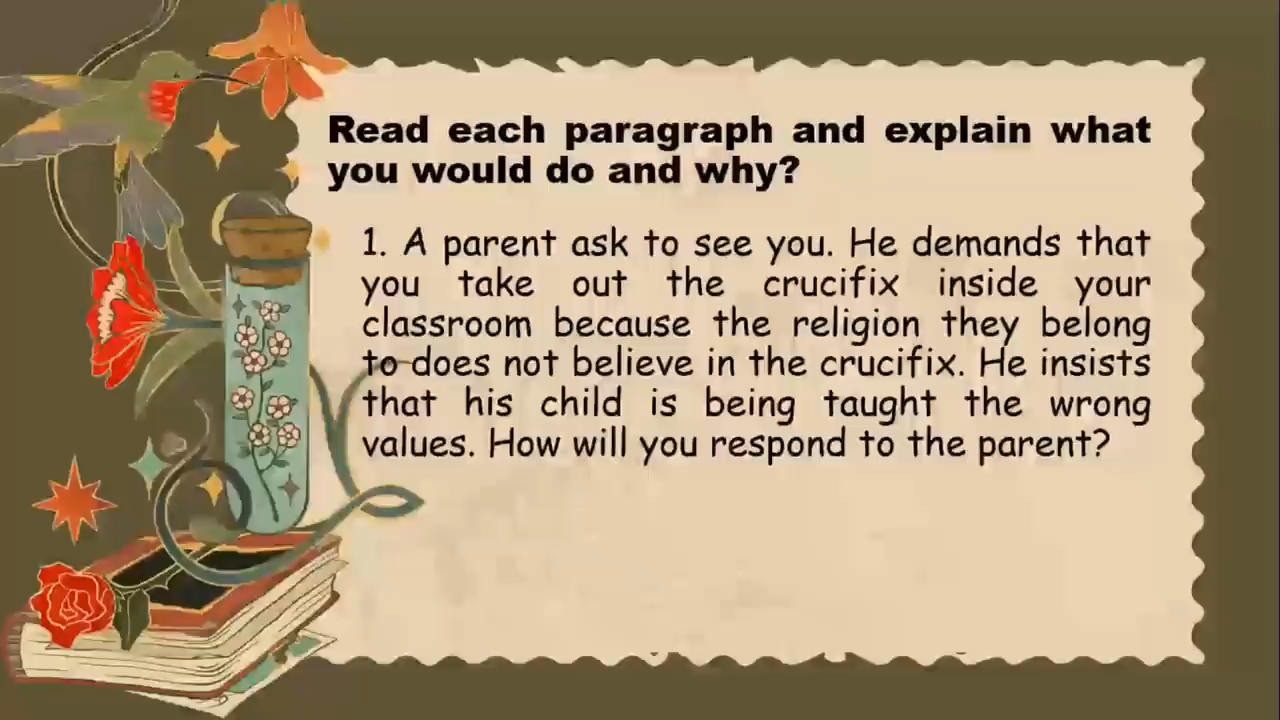 Read each paragraph and explain what
you would do and why?
1. A parent ask to see you. He demands that
you take out the crucifix inside your
classroom because the religion they belong
to does not believe in the crucifix. He insists
that his child is being taught the wrong
values. How will you respond to the parent?